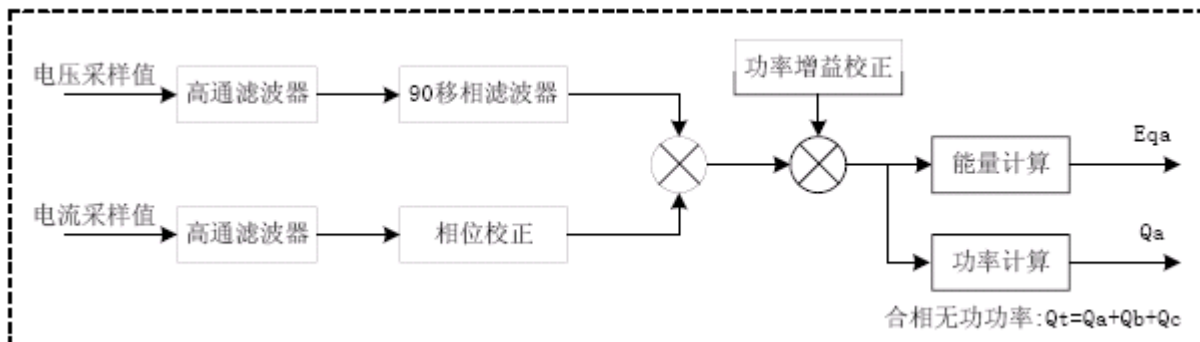 电压采样值
高通滤波器
90移相滤波器
功率增益校正
Eqa
能量计算
电流采样值
高通滤波器
相位校正
Qa
功率计算
合相无功功率:Qt=Qa+Qb+Qc